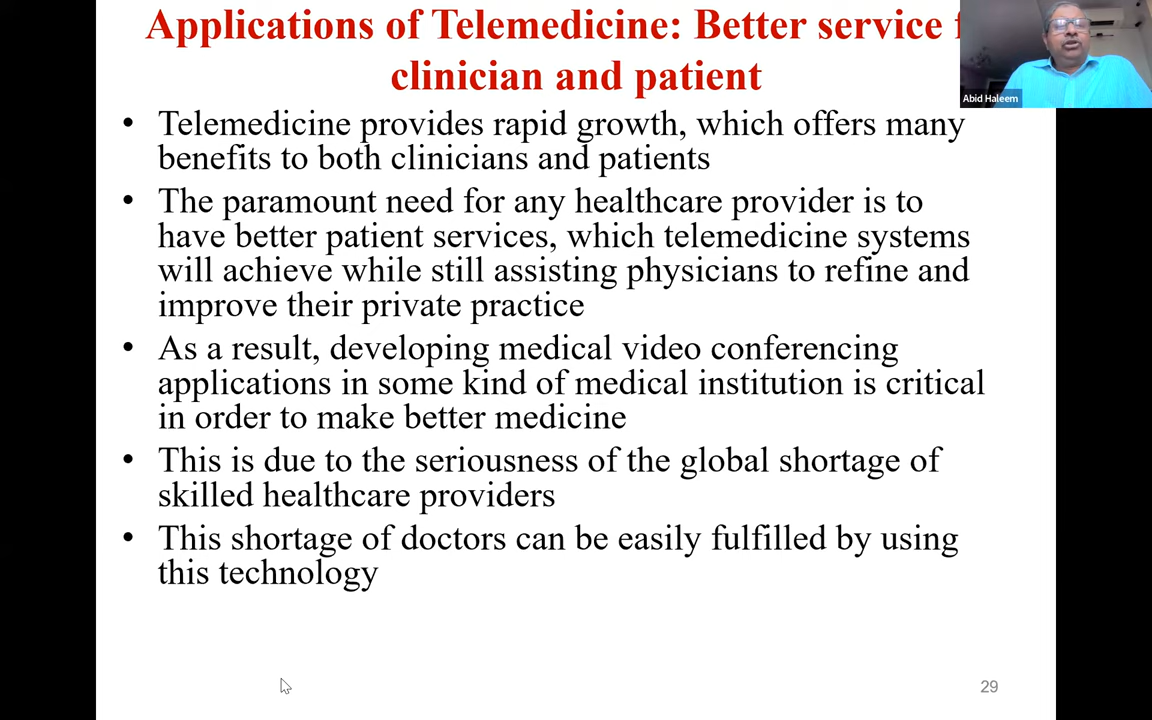 Applications of Telemedicine: Better service
clinician and patient
Abid Haleem
• Telemedicine provides rapid growth, which offers many
benefits to both clinicians and patients
• The paramount need for any healthcare provider is to
have better patient services, which telemedicine systems
will achieve while still assisting physicians to refine and
improve their private practice
• As a result, developing medical video conferencing
applications in some kind of medical institution is critical
in order to make better medicine
• This is due to the seriousness of the global shortage of
skilled healthcare providers
• This shortage of doctors can be easily fulfilled by using
this technology
29